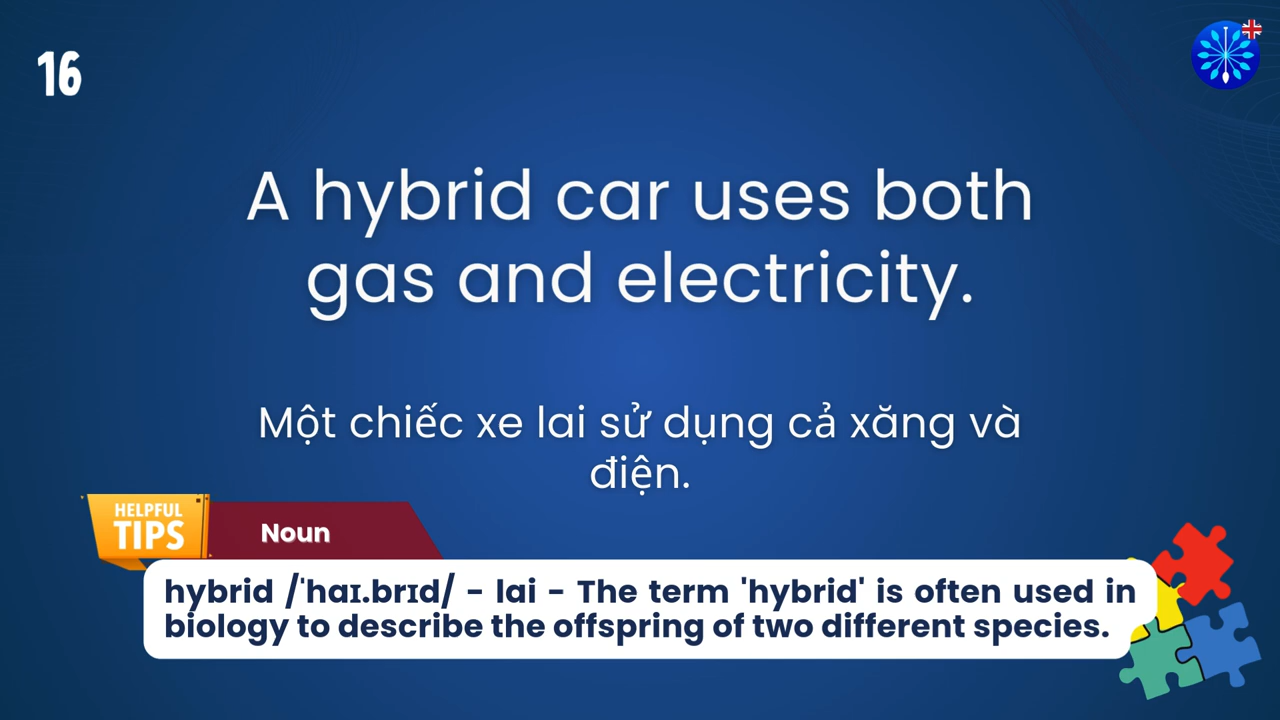 16
A hybrid car uses both
gas and electricity.
Một chiếc xe lai sử dụng cả xăng và
điện.
HELPFUL
TIPS
Noun
hybrid /ˈhaɪ.brɪd/ - lai - The term 'hybrid' is often used in
biology to describe the offspring of two different species.